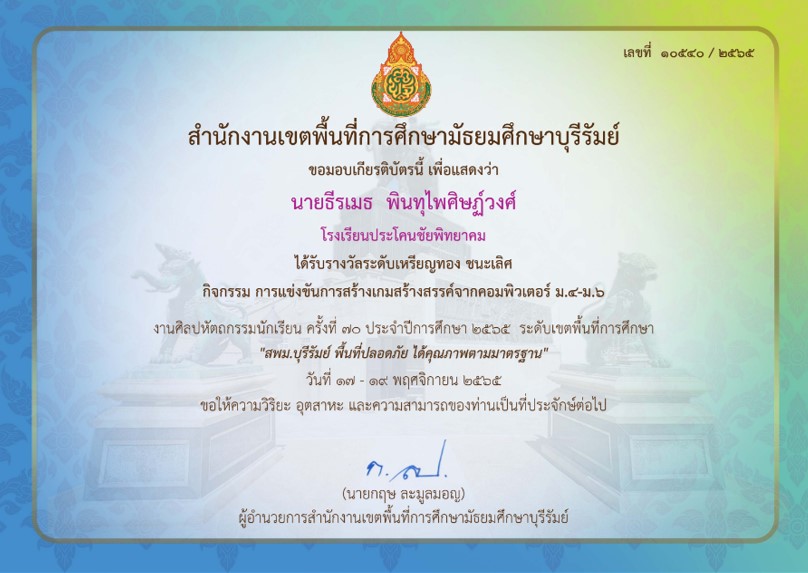 เลขที่ ๑๐๕๔๐ / ๒๕๖๕
สำนักงานเขตพื้นที่การศึกษามัธยมศึกษาบุรีรัมย์
ขอมอบเกียรติบัตรนี้ เพื่อแสดงว่า
นายธีรเมธ พินทุไพศิษฏ์วงศ์
โรงเรียนประโคนชัยพิทยาคม
ได้รับรางวัลระดับเหรียญทอง ชนะเลิศ
กิจกรรม การแข่งขันการสร้างเกมสร้างสรรค์จากคอมพิวเตอร์ ม.๔-ม.๖
งานศิลปหัตถกรรมนักเรียน ครั้งที่ ๗๐ ประจำปีการศึกษา ๒๕๖๕ ระดับเขตพื้นที่การศึกษา
"สพม.บุรีรัมย์ พื้นที่ปลอดภัย ได้คุณภาพตามมาตรฐาน"
วันที่ ๑๗ - ๑๙ พฤศจิกายน ๒๕๖๕
ขอให้ความวิริยะ อุตสาหะ และความสามารถของท่านเป็นที่ประจักษ์ต่อไป
(นายกฤษ ละมูลมอญ)
ผู้อำนวยการสำนักงานเขตพื้นที่การศึกษามัธยมศึกษาบุรีรัมย์